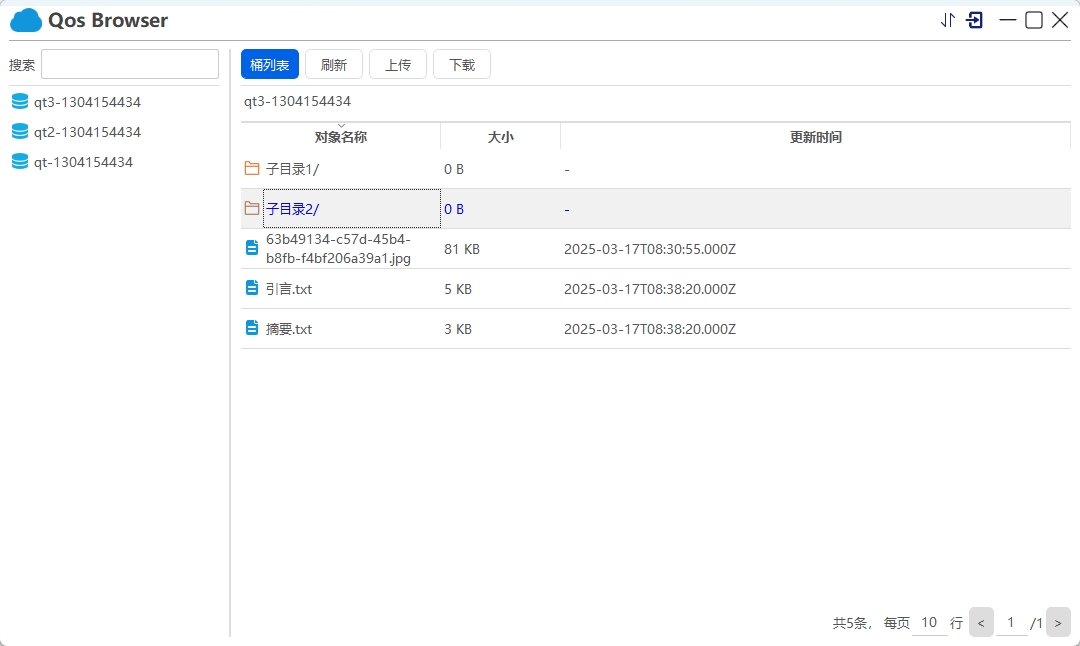 Qos Browser
搜索
qt3-1304154434
qt2-1304154434
qt-1304154434
桶列表 刷新 上传 下载
qt3-1304154434
对象名称 大小 更新时间
子目录1/ 0 B -
子目录2/ 0 B -
63b49134-c57d-45b4-
b8fb-f4bf206a39a1.jpg 81 KB 2025-03-17T08:30:55.000Z
引言.txt 5 KB 2025-03-17T08:38:20.000Z
摘要.txt 3 KB 2025-03-17T08:38:20.000Z
共5条, 每页 10 行 < 1 /1 >